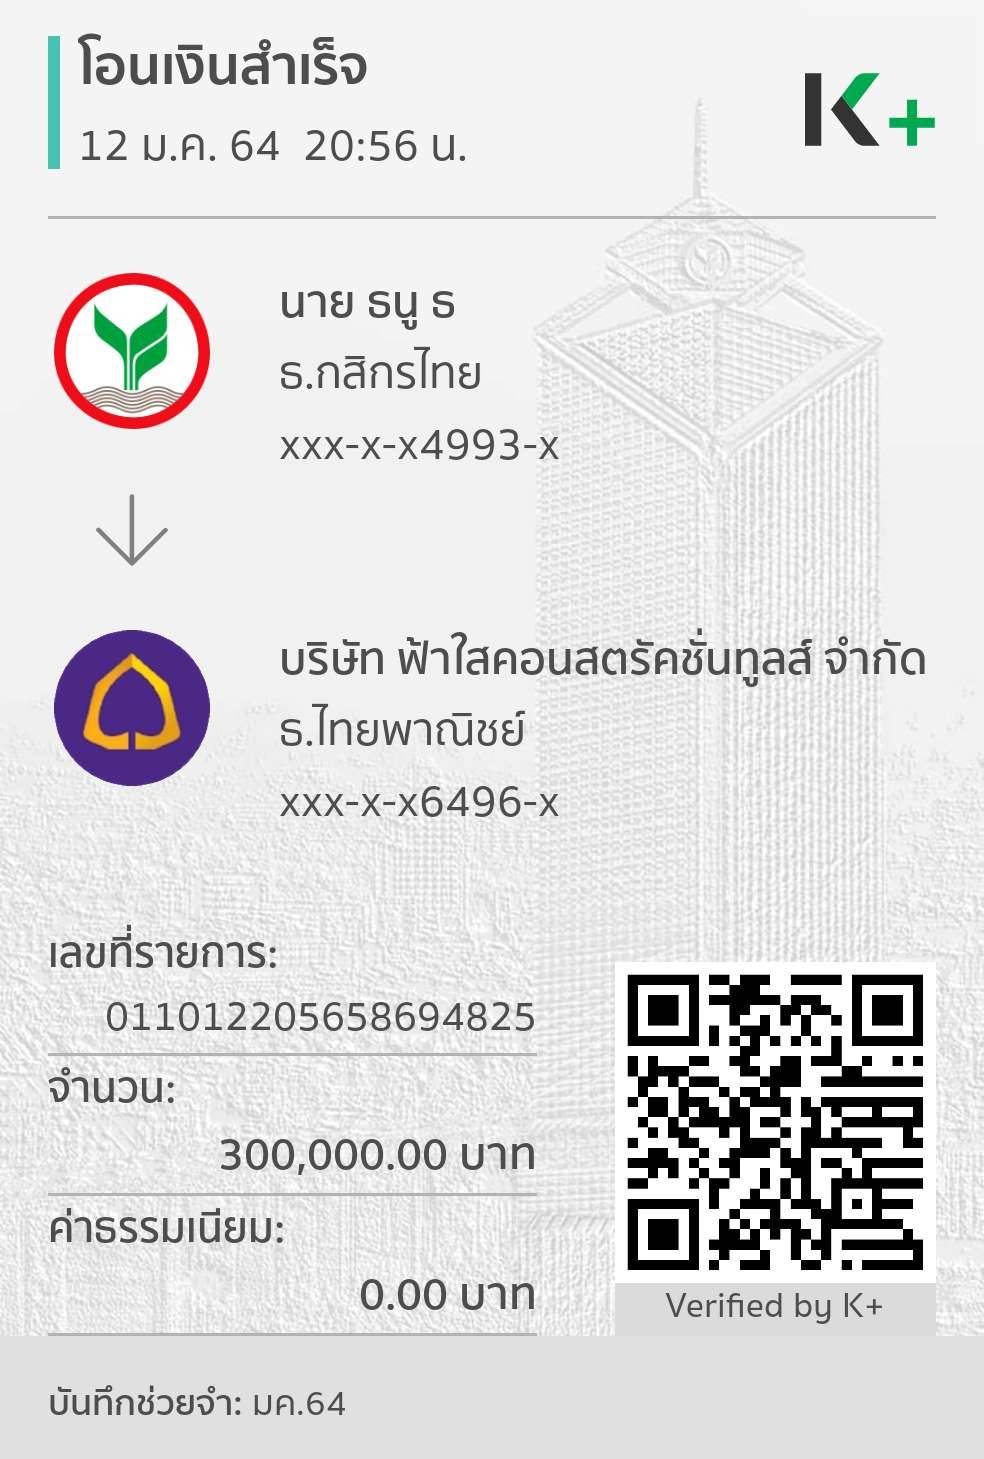 โอนเงินสำเร็จ
12 ม.ค. 64 20:56 น.
K+
นาย ธนู ธ
ธ.กสิกรไทย
xxx-x-x4993-x
บริษัท ฟ้าใสคอนสตรัคชั่นทูลส์ จำกัด
ธ.ไทยพาณิชย์
xxx-x-x6496-x
เลขที่รายการ:
011012205658694825
จำนวน:
300,000.00 บาท
ค่าธรรมเนียม:
0.00 บาท
Verified by K+
บันทึกช่วยจำ: มค.64